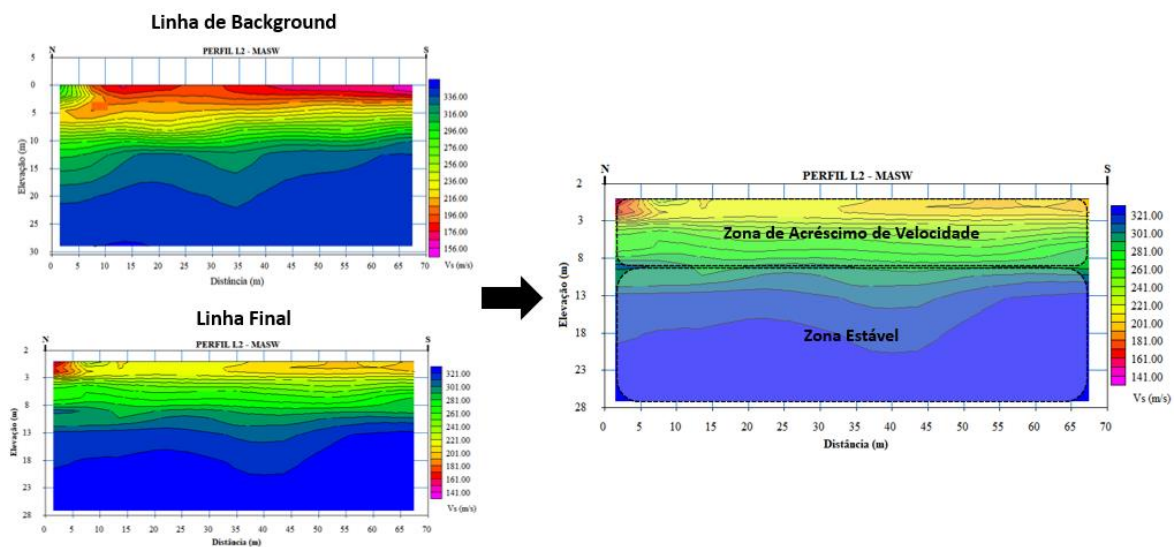 Linha de Background
N
S
PERFIL L2 - MASW
5
0
5
10
15
20
25
30
Elevação (m)
0 5 10 15 20 25 30 35 40 45 50 55 60 65 70
Distância (m)
336.00
316.00
296.00
276.00
256.00
236.00
216.00
196.00
176.00
156.00
Vs (m/s)
Linha Final
N
S
PERFIL L2 - MASW
2
3
8
13
18
23
28
Elevação (m)
0 5 10 15 20 25 30 35 40 45 50 55 60 65 70
Distância (m)
321.00
301.00
281.00
261.00
241.00
221.00
201.00
181.00
161.00
141.00
Vs (m/s)
N
S
PERFIL L2 - MASW
2
3
8
13
18
23
28
Elevação (m)
Zona de Acréscimo de Velocidade
Zona Estável
0 5 10 15 20 25 30 35 40 45 50 55 60 65 70
Distância (m)
321.00
301.00
281.00
261.00
241.00
221.00
201.00
181.00
161.00
141.00
Vs (m/s)